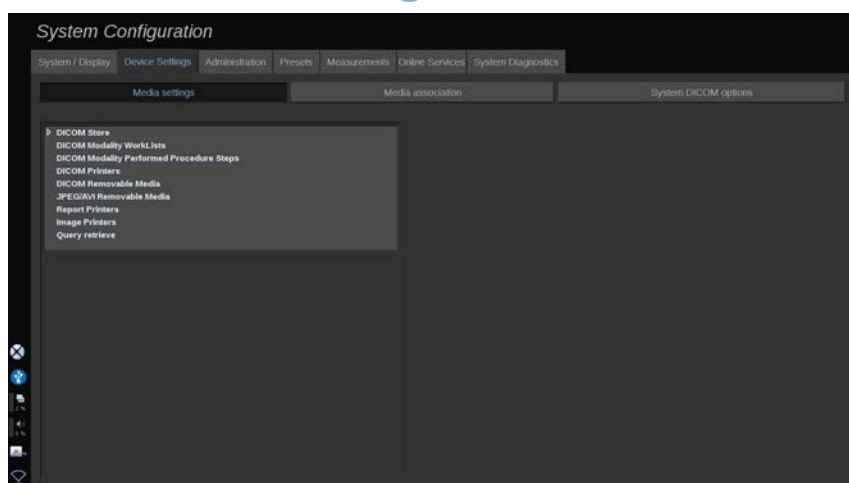 System Configuration
System / Display Device Settings Administration Presets Measurements Online Services System Diagnostics
Media settings Media association System DICOM options
DICOM Store
DICOM Modality WorkLists
DICOM Modality Performed Procedure Steps
DICOM Printers
DICOM Removable Media
JPEG/AVI Removable Media
Report Printers
Image Printers
Query retrieve